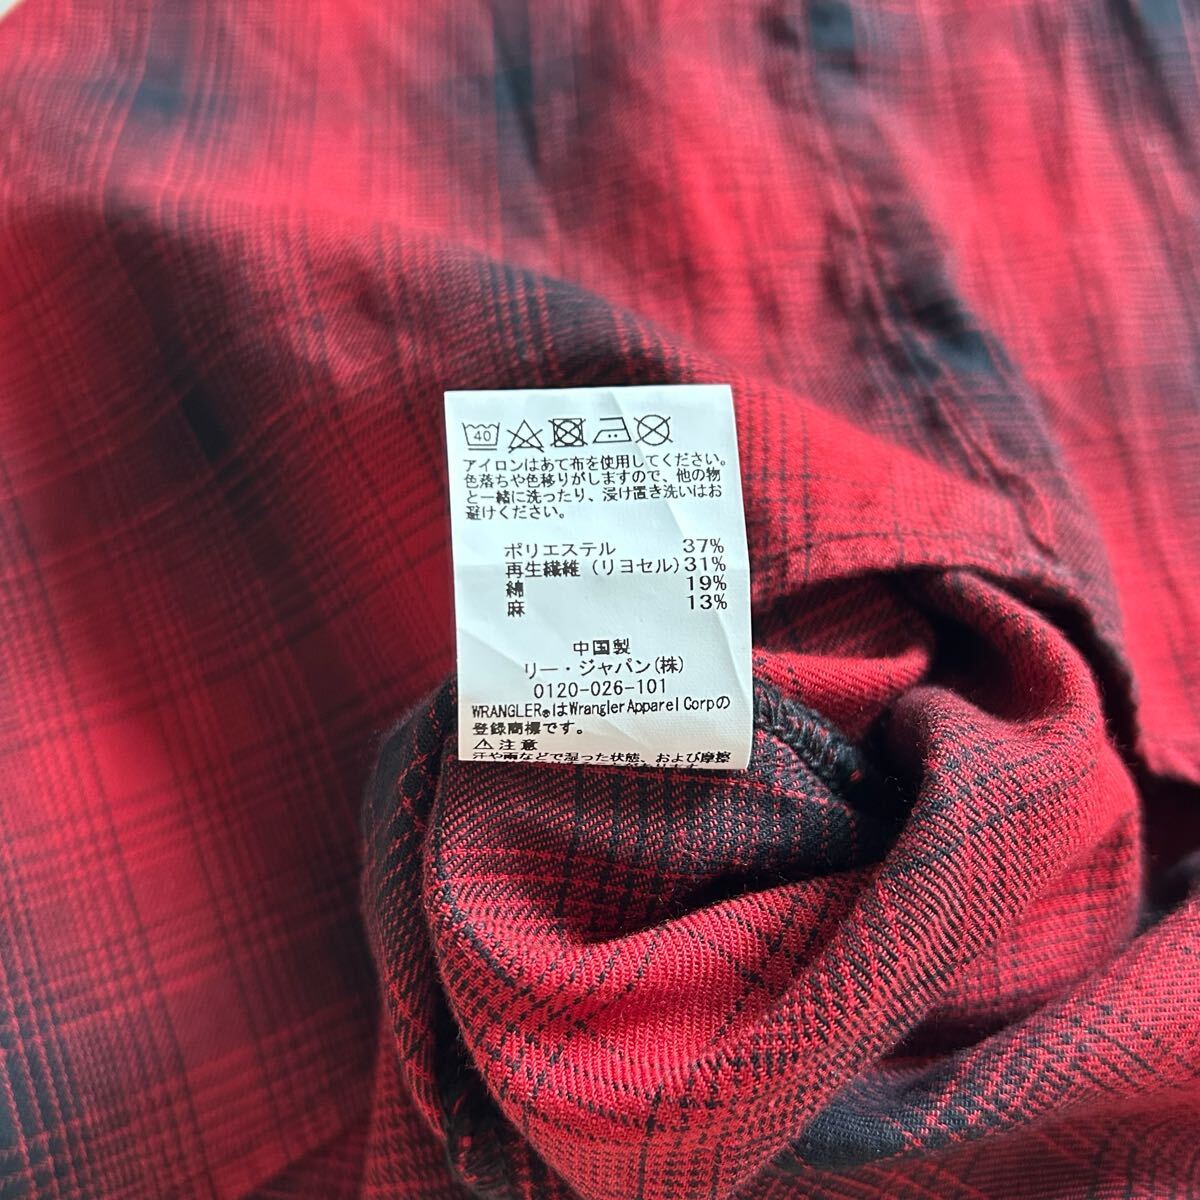 40
アイロンはあて布を使用してください。
色落ちや色移りがしますので、他の物
と一緒に洗ったり、浸け置き洗いはお
避けください。
ポリエステル 37%
再生繊維(リヨセル)31%
綿 19%
麻 13%
中国製
リー・ジャパン(株)
0120-026-101
WRANGLER®はWrangler Apparel Corpの
登録商標です。
⚠注意
汗や雨などで湿った状態、および摩擦